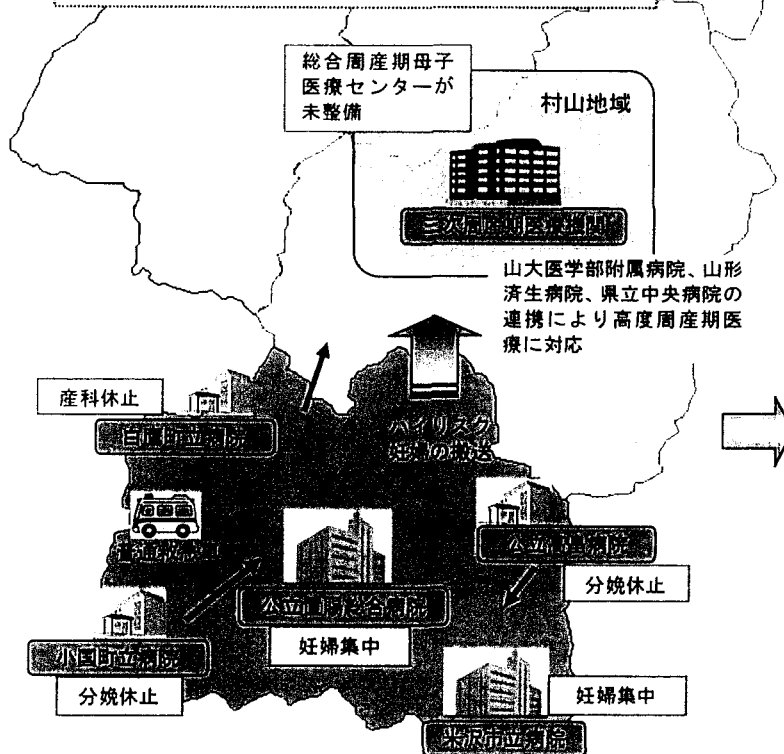 総合周産期母子
医療センターが
未整備
村山地域
三次周産期医療機関
山大医学部附属病院、山形
済生病院、県立中央病院の
連携により高度周産期医
療に対応
産科休止
白鷹町立病院
ハイリスク
妊婦の搬送
公立高畠病院
分娩休止
公立置賜総合病院
妊婦集中
小国町立病院
分娩休止
妊婦集中
米沢市立病院